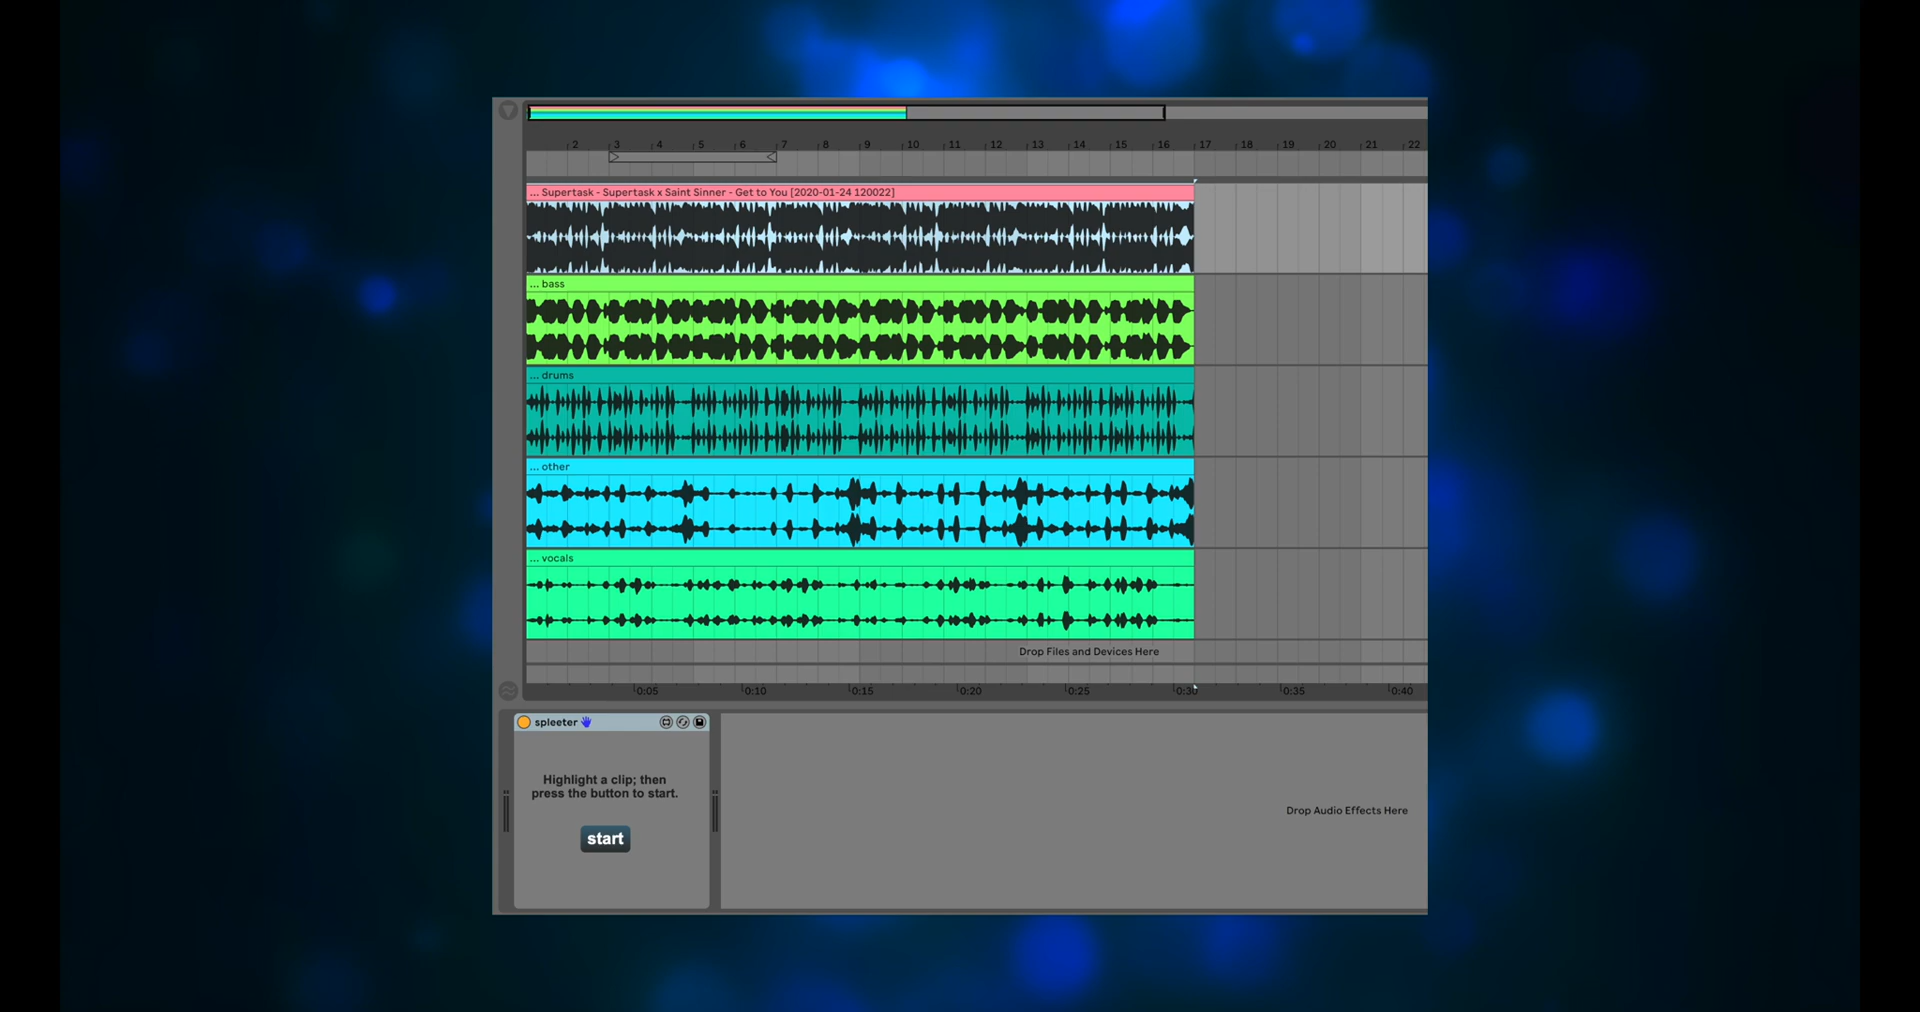 2 3 4 5 6 7 8 9 10 11 12 13 14 15 16 17 18 19 20 21 22
... Supertask - Supertask x Saint Sinner - Get to You [2020-01-24 120022]
... bass
... drums
... other
... vocals
Drop Files and Devices Here
0:05 0:10 0:15 0:20 0:25 0:30 0:35 0:40
spleeter
Highlight a clip; then
press the button to start.
start
Drop Audio Effects Here